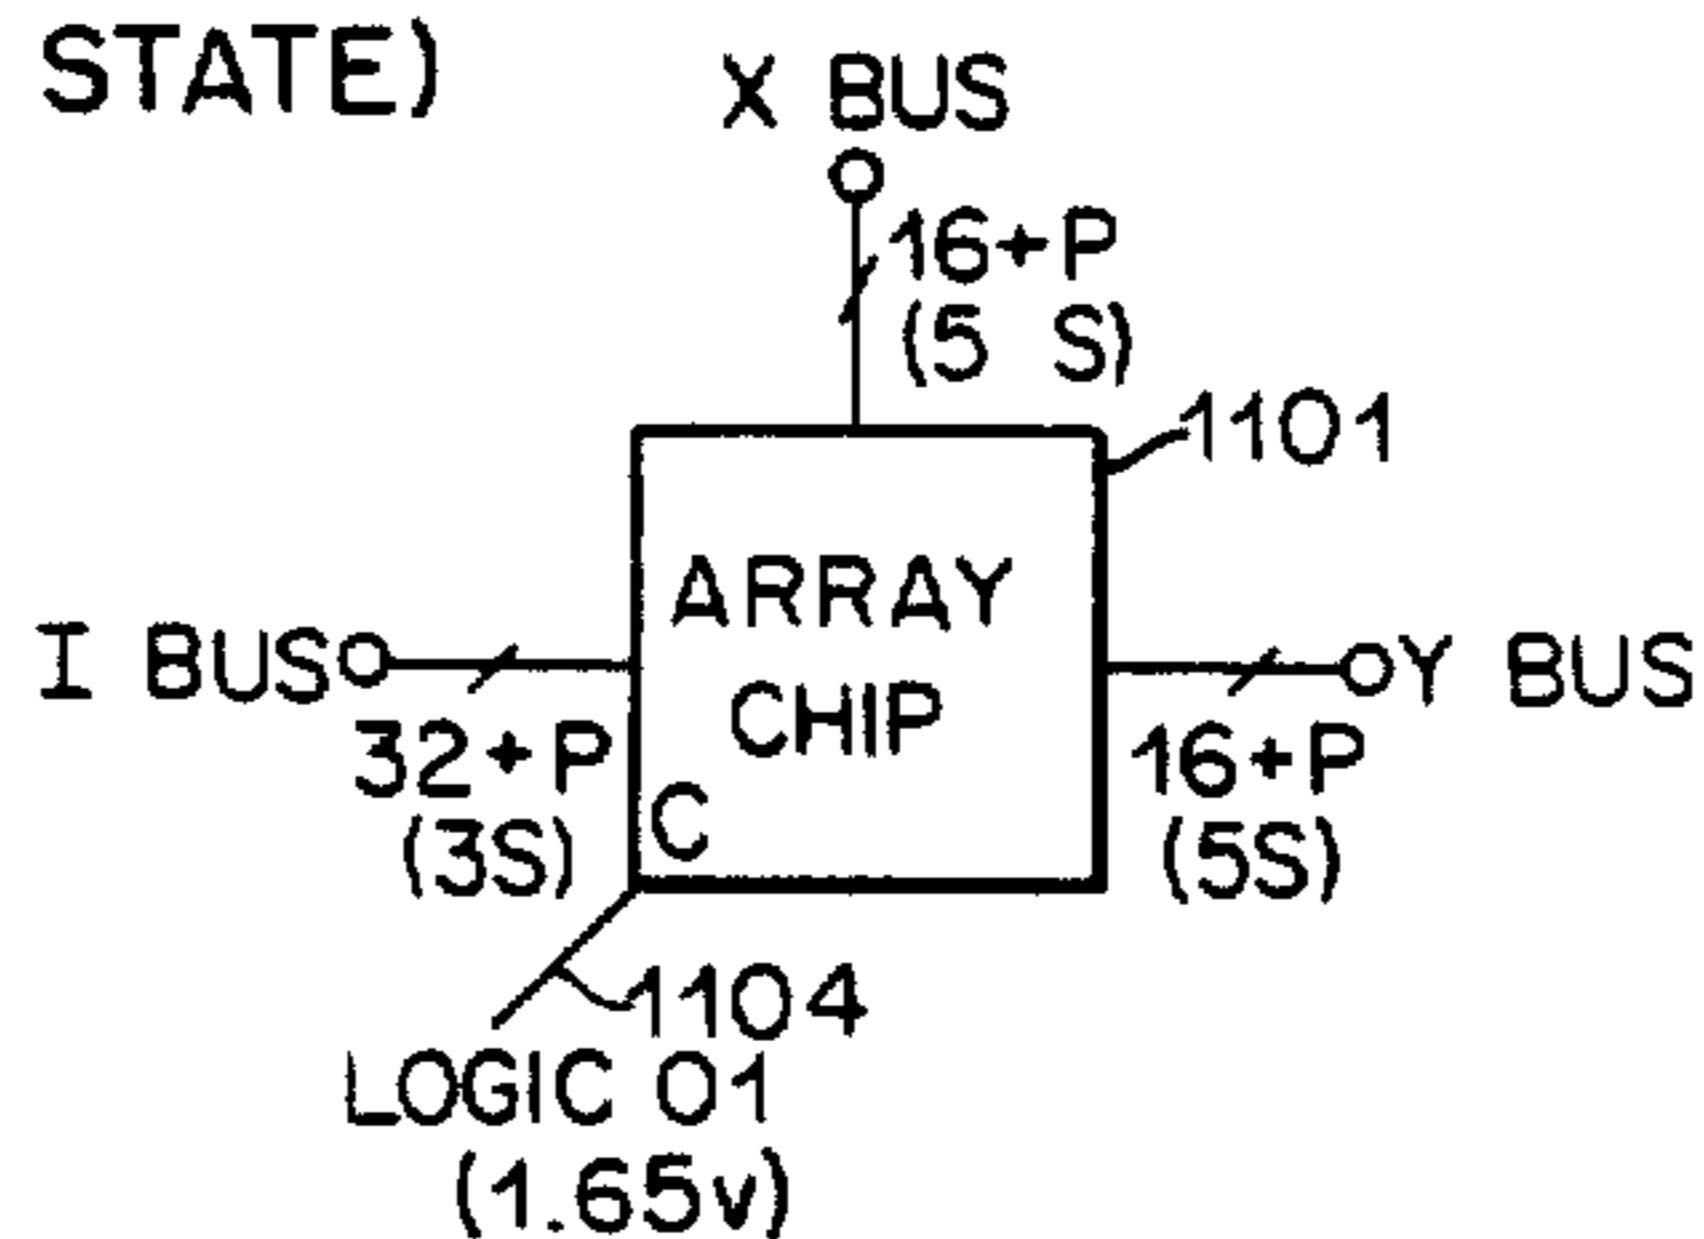 STATE)
X BUS
16+P
(5 S)
1101
ARRAY
CHIP
I BUS
Y BUS
32+P
(3S)
C
16+P
(5S)
1104
LOGIC 01
(1.65v)